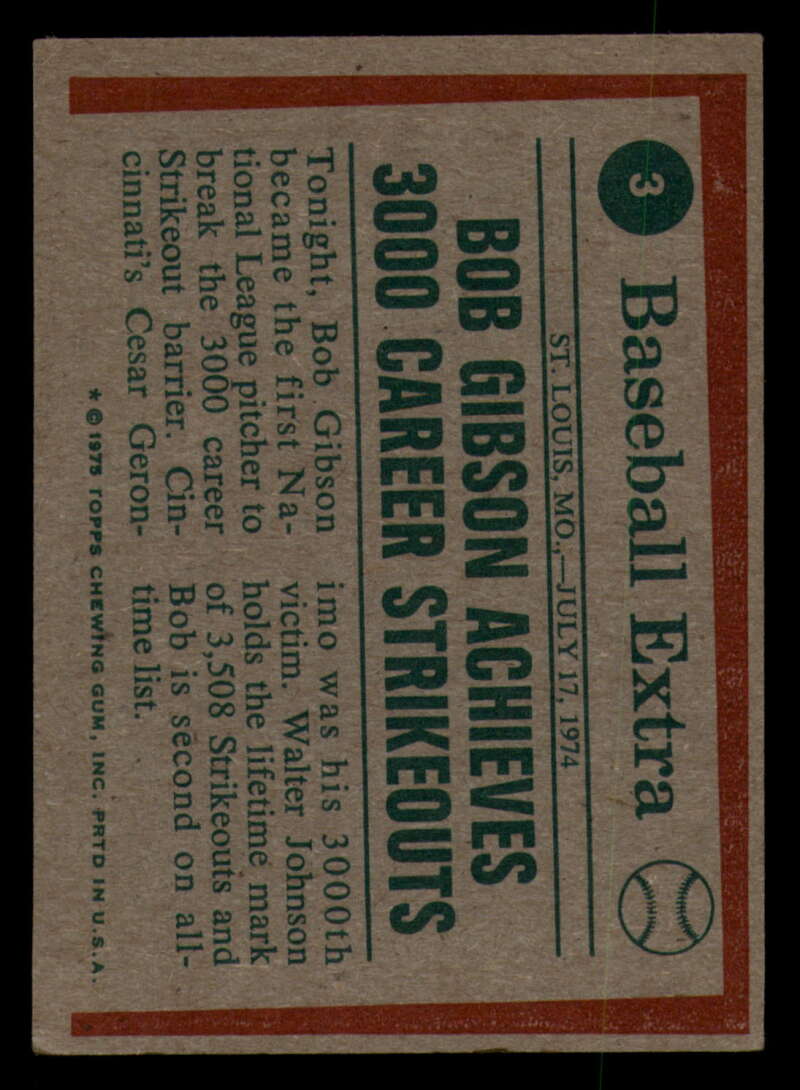 3 Baseball Extra
ST. LOUIS, MO.,—JULY 17, 1974
BOB GIBSON ACHIEVES
3000 CAREER STRIKEOUTS
Tonight, Bob Gibson
became the first Na-
tional League pitcher to
break the 3000 career
Strikeout barrier. Cin-
cinnati's Cesar Geron-
imo was his 3000th
victim. Walter Johnson
holds the lifetime mark
of 3,508 Strikeouts and
Bob is second on all-
time list.
* © 1975 TOPPS CHEWING GUM, INC. PRTD IN U.S.A.